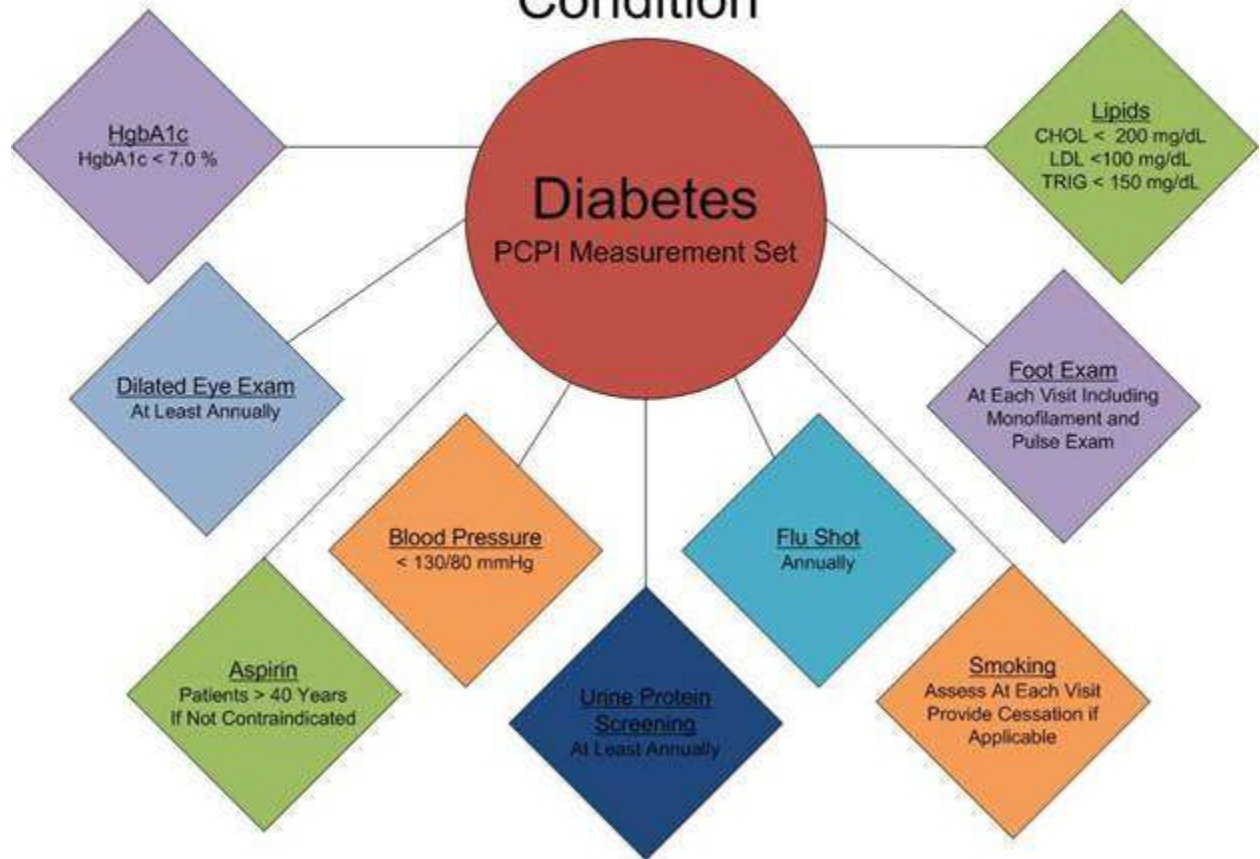 Condition
Diabetes
PCPI Measurement Set
HgbA1c
HgbA1c < 7.0 %
Lipids
CHOL < 200 mg/dL
LDL <100 mg/dL
TRIG < 150 mg/dL
Dilated Eye Exam
At Least Annually
Foot Exam
At Each Visit Including
Monofilament and
Pulse Exam
Blood Pressure
< 130/80 mmHg
Flu Shot
Annually
Aspirin
Patients > 40 Years
If Not Contraindicated
Urine Protein
Screening
At Least Annually
Smoking
Assess At Each Visit
Provide Cessation if
Applicable